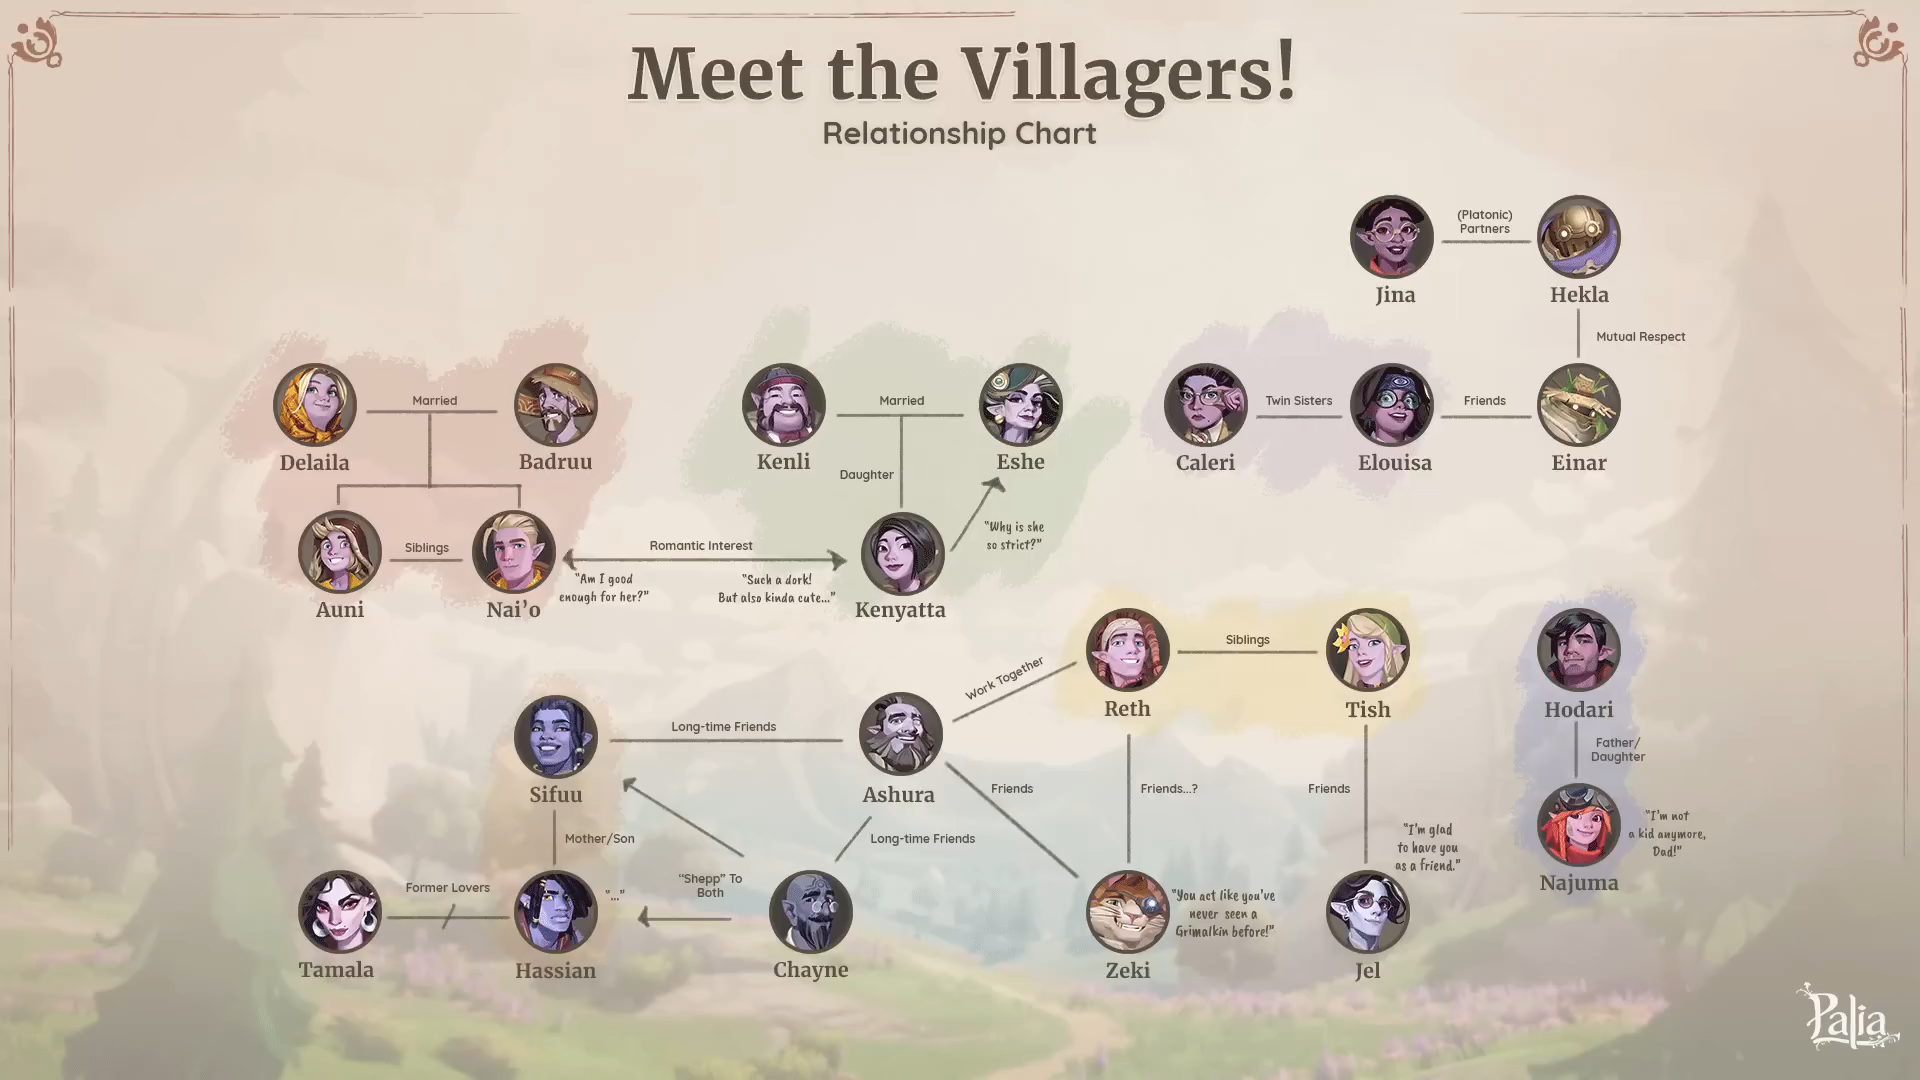 Meet the Villagers!
Relationship Chart
(Platonic)
Partners
Jina
Hekla
Mutual Respect
Married
Married
Twin Sisters
Friends
Delaila
Badruu
Kenli
Eshe
Caleri
Elouisa
Einar
Daughter
"Why is she
so strict?"
Siblings
Romantic Interest
"Am I good
enough for her?"
"Such a dork!
But also kinda cute..."
Auni
Nai'o
Kenyatta
Work Together
Siblings
Reth
Tish
Hodari
Father/
Daughter
Long-time Friends
Sifuu
Ashura
Friends
Friends...?
Friends
"I'm not
a kid anymore,
Dad!"
Mother/Son
Long-time Friends
"I'm glad
to have you
as a friend."
Najuma
Former Lovers
"..."
"Shepp" To
Both
"You act like you've
never seen a
Grimalkin before!"
Tamala
Hassian
Chayne
Zeki
Jel
Palia